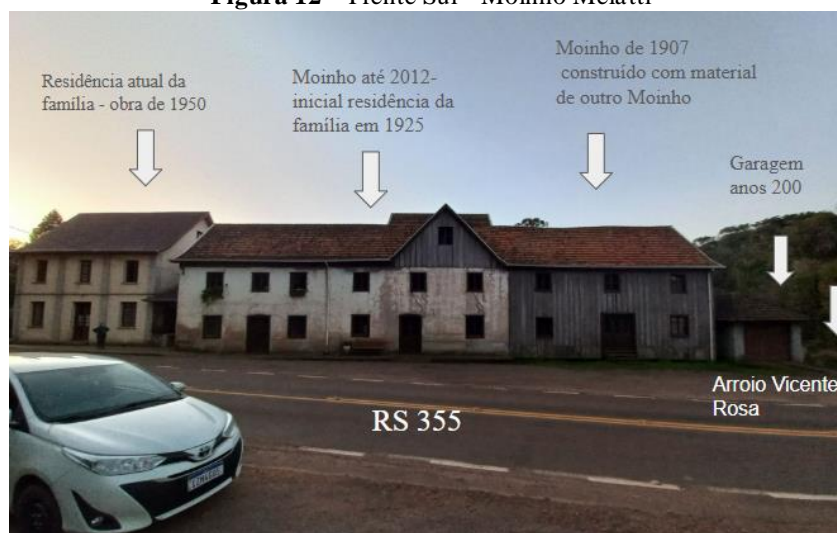 Figura 12 – Frente Sul - Moinho Melatti
Residência atual da
família - obra de 1950
Moinho até 2012-
inicial residência da
família em 1925
Moinho de 1907
construído com material
de outro Moinho
Garagem
anos 200
Arroio Vicente
Rosa
RS 355